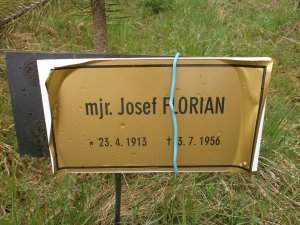 mjr. Josef FLORIAN
* 23. 4. 1913 † 3. 7. 1956